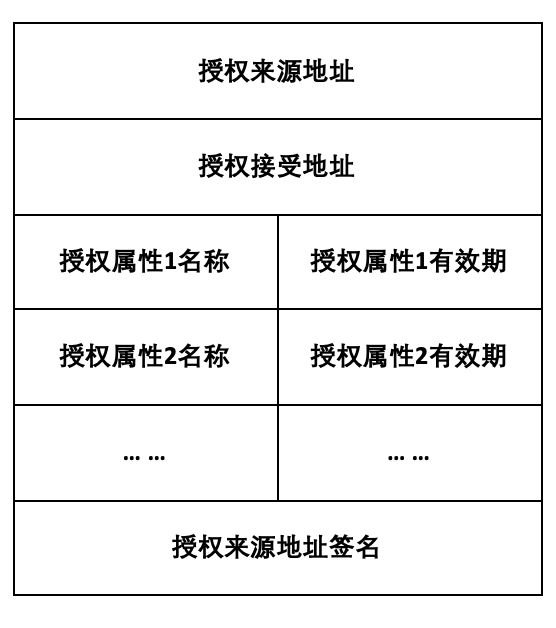 授权来源地址
授权接受地址
授权属性1名称 授权属性1有效期
授权属性2名称 授权属性2有效期
... ... ... ...
授权来源地址签名